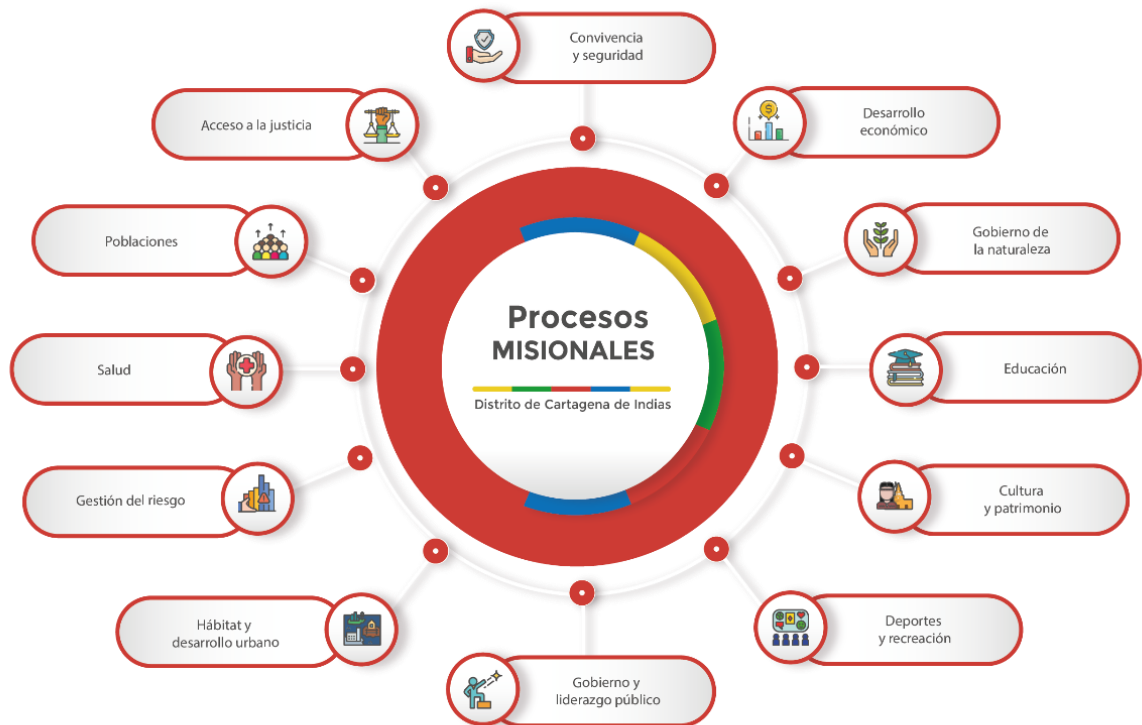 Convivencia
y seguridad
Desarrollo
económico
Gobierno de
la naturaleza
Educación
Cultura
y patrimonio
Deportes
y recreación
Gobierno y
liderazgo público
Hábitat y
desarrollo urbano
Gestión del riesgo
Salud
Poblaciones
Acceso a la justicia
Procesos
MISIONALES
Distrito de Cartagena de Indias